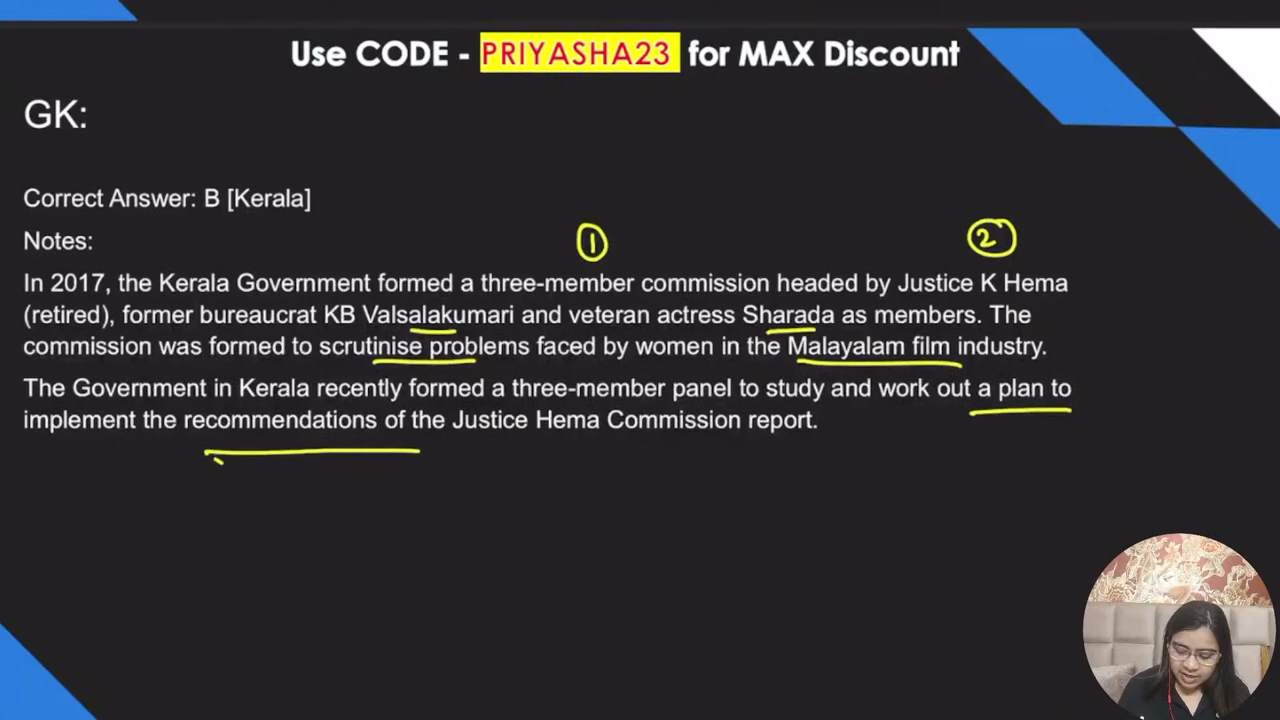 Use CODE - PRIYASHA23 for MAX Discount
GK:
Correct Answer: B [Kerala]
Notes:
1 2
In 2017, the Kerala Government formed a three-member commission headed by Justice K Hema
(retired), former bureaucrat KB Valsalakumari and veteran actress Sharada as members. The
commission was formed to scrutinise problems faced by women in the Malayalam film industry.
The Government in Kerala recently formed a three-member panel to study and work out a plan to
implement the recommendations of the Justice Hema Commission report.